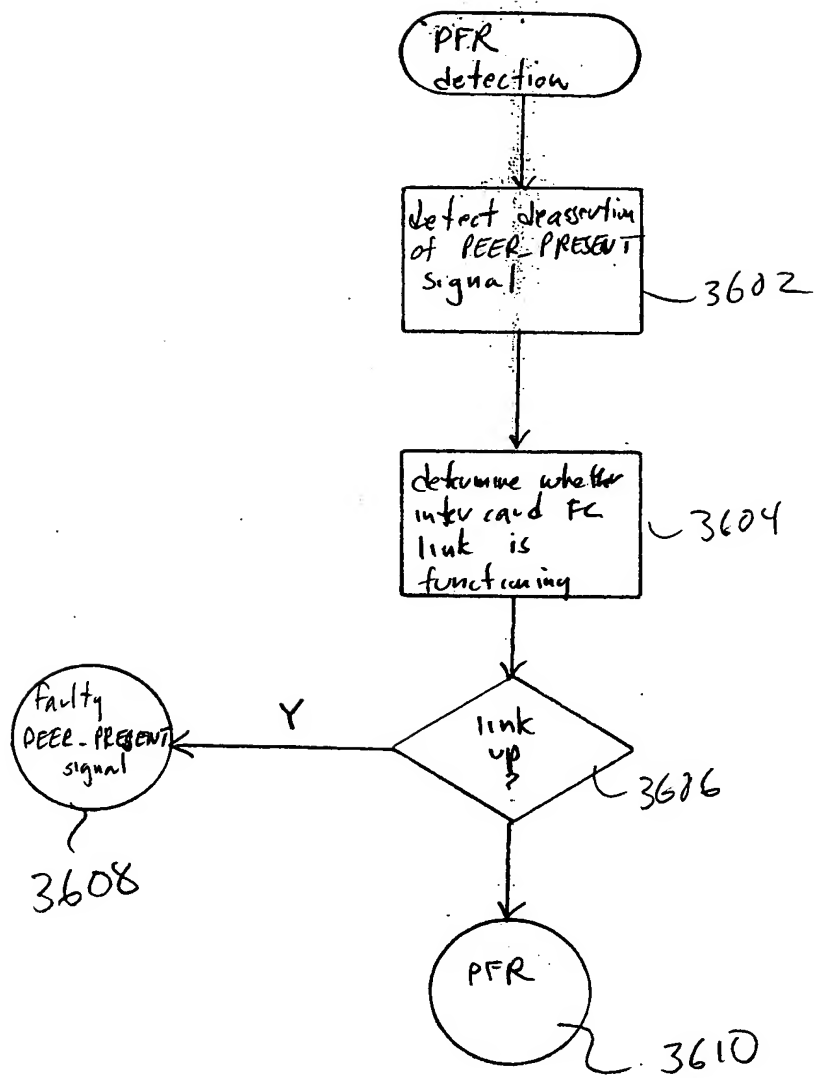 PFR
detection
detect deassertion
of PEER_PRESENT
signal
3602
determine whether
inter card FC
link is
functioning
3604
link
up
?
Y
3606
Faulty
PEER_PRESENT
signal
3608
PFR
3610